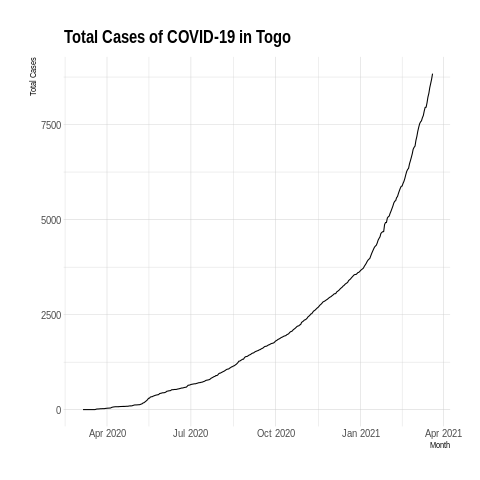 Total Cases of COVID-19 in Togo
Total Cases
7500
5000
2500
0
Apr 2020 Jul 2020 Oct 2020 Jan 2021 Apr 2021
Month